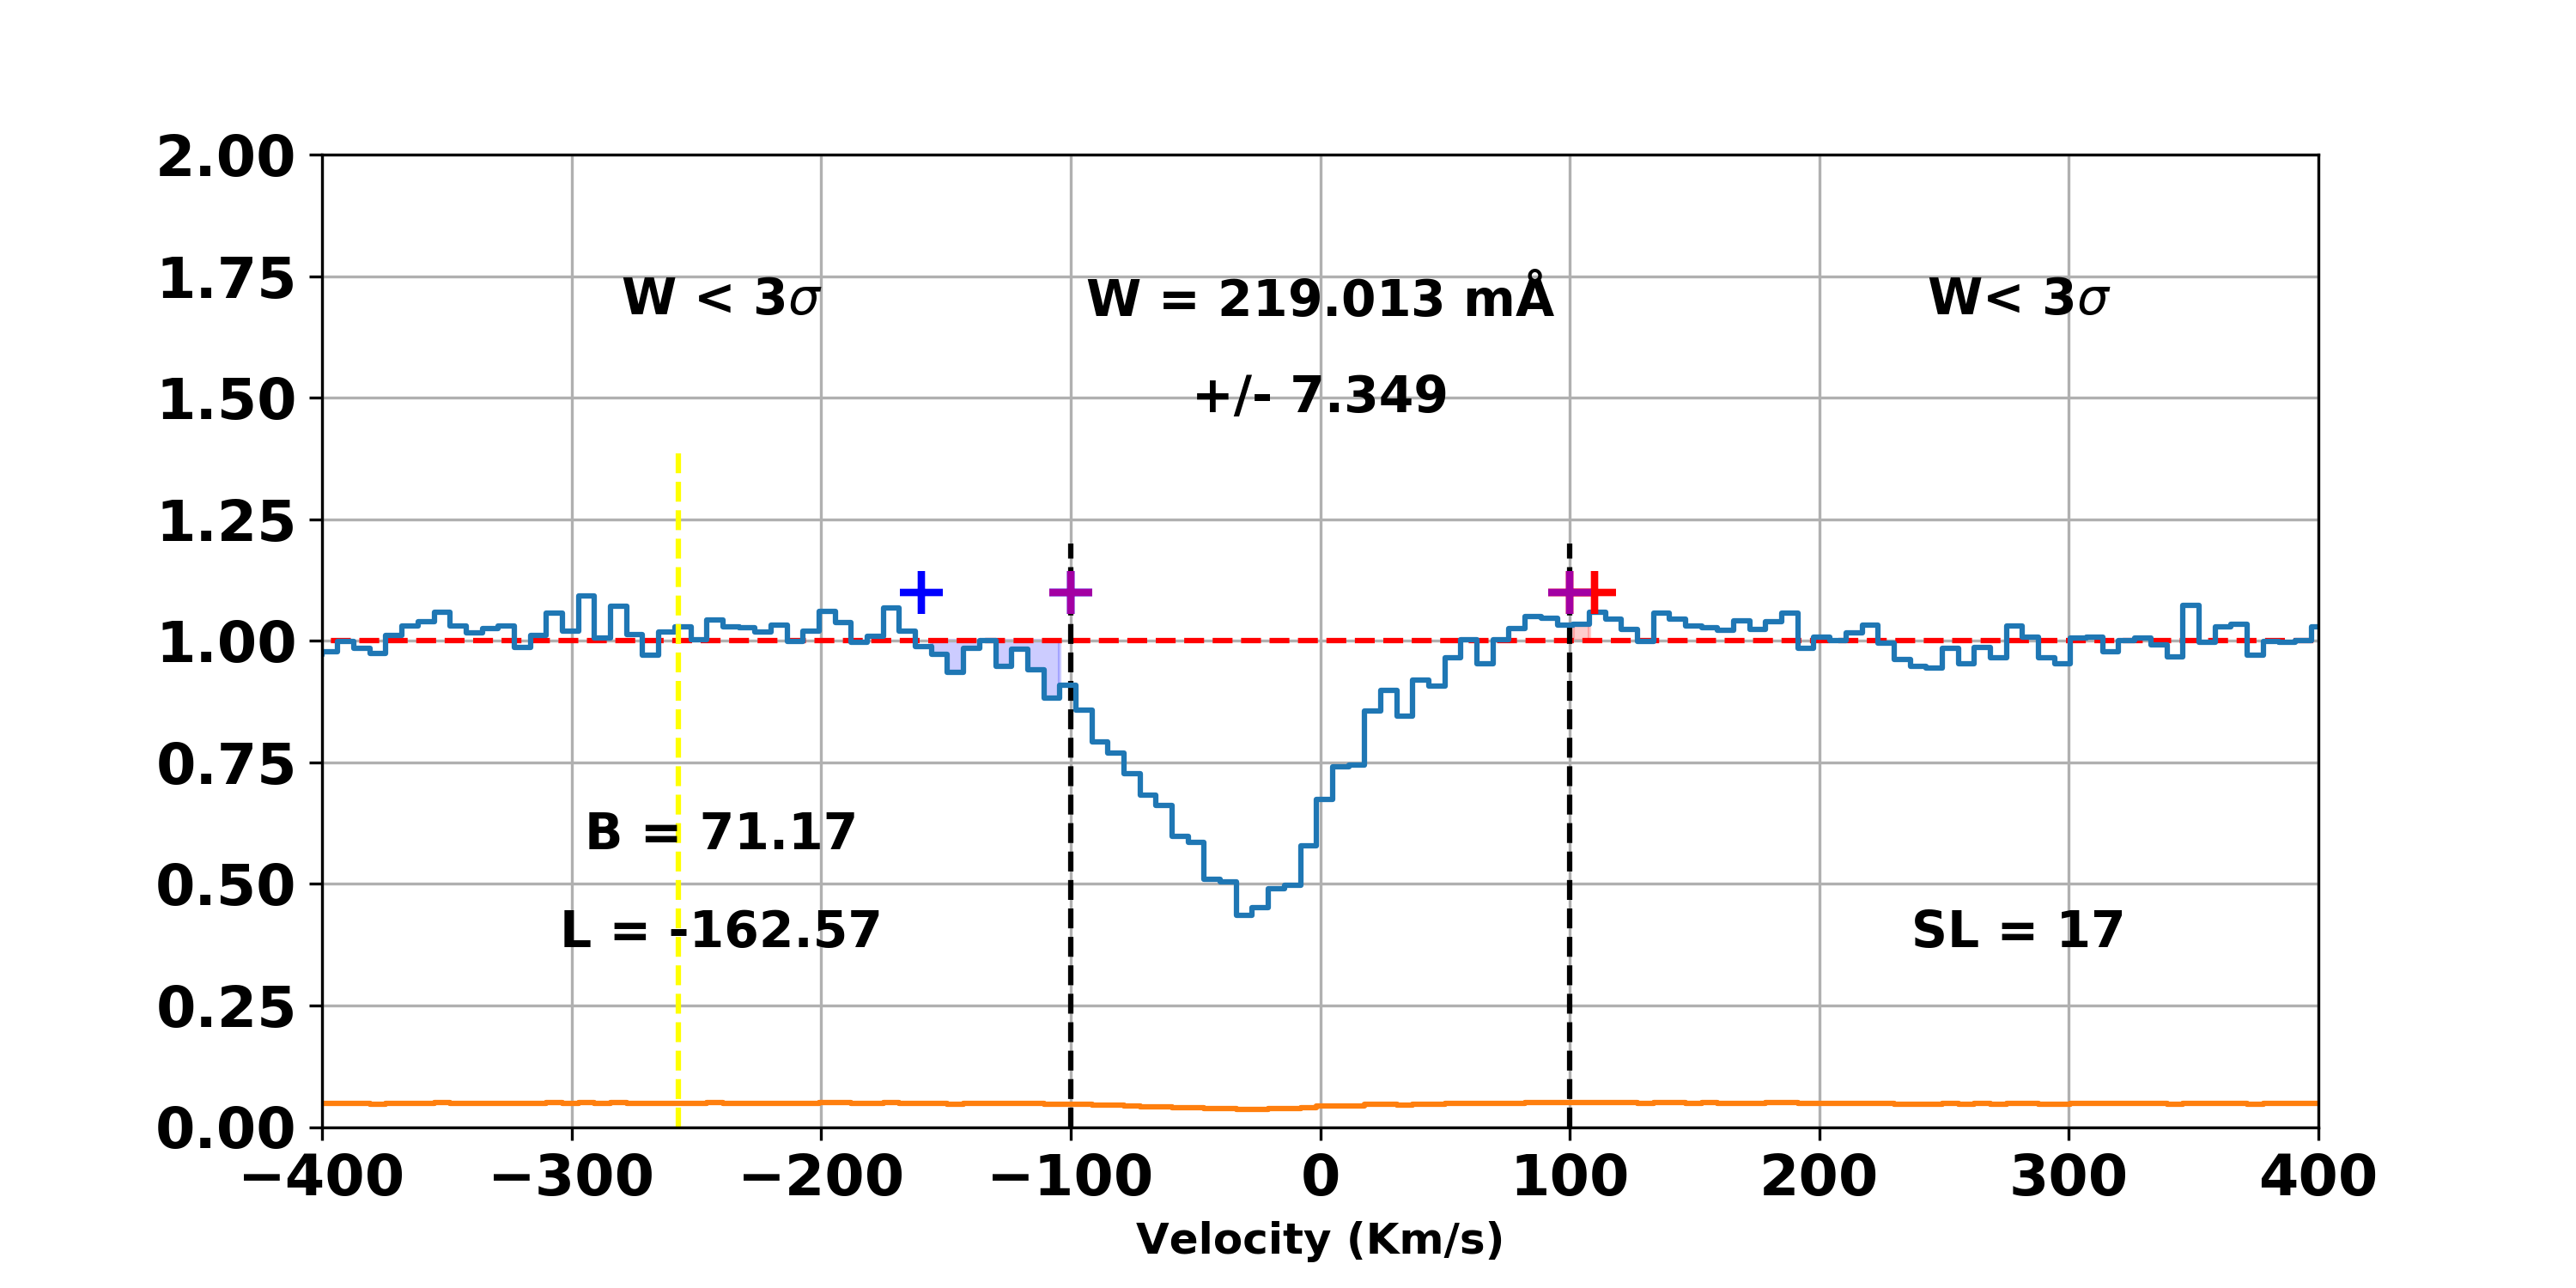 2.00
1.75
1.50
1.25
1.00
0.75
0.50
0.25
0.00
W < 3σ
W = 219.013 mÅ
+/- 7.349
W< 3σ
B = 71.17
L = -162.57
SL = 17
−400 −300 −200 −100 0 100 200 300 400
Velocity (Km/s)